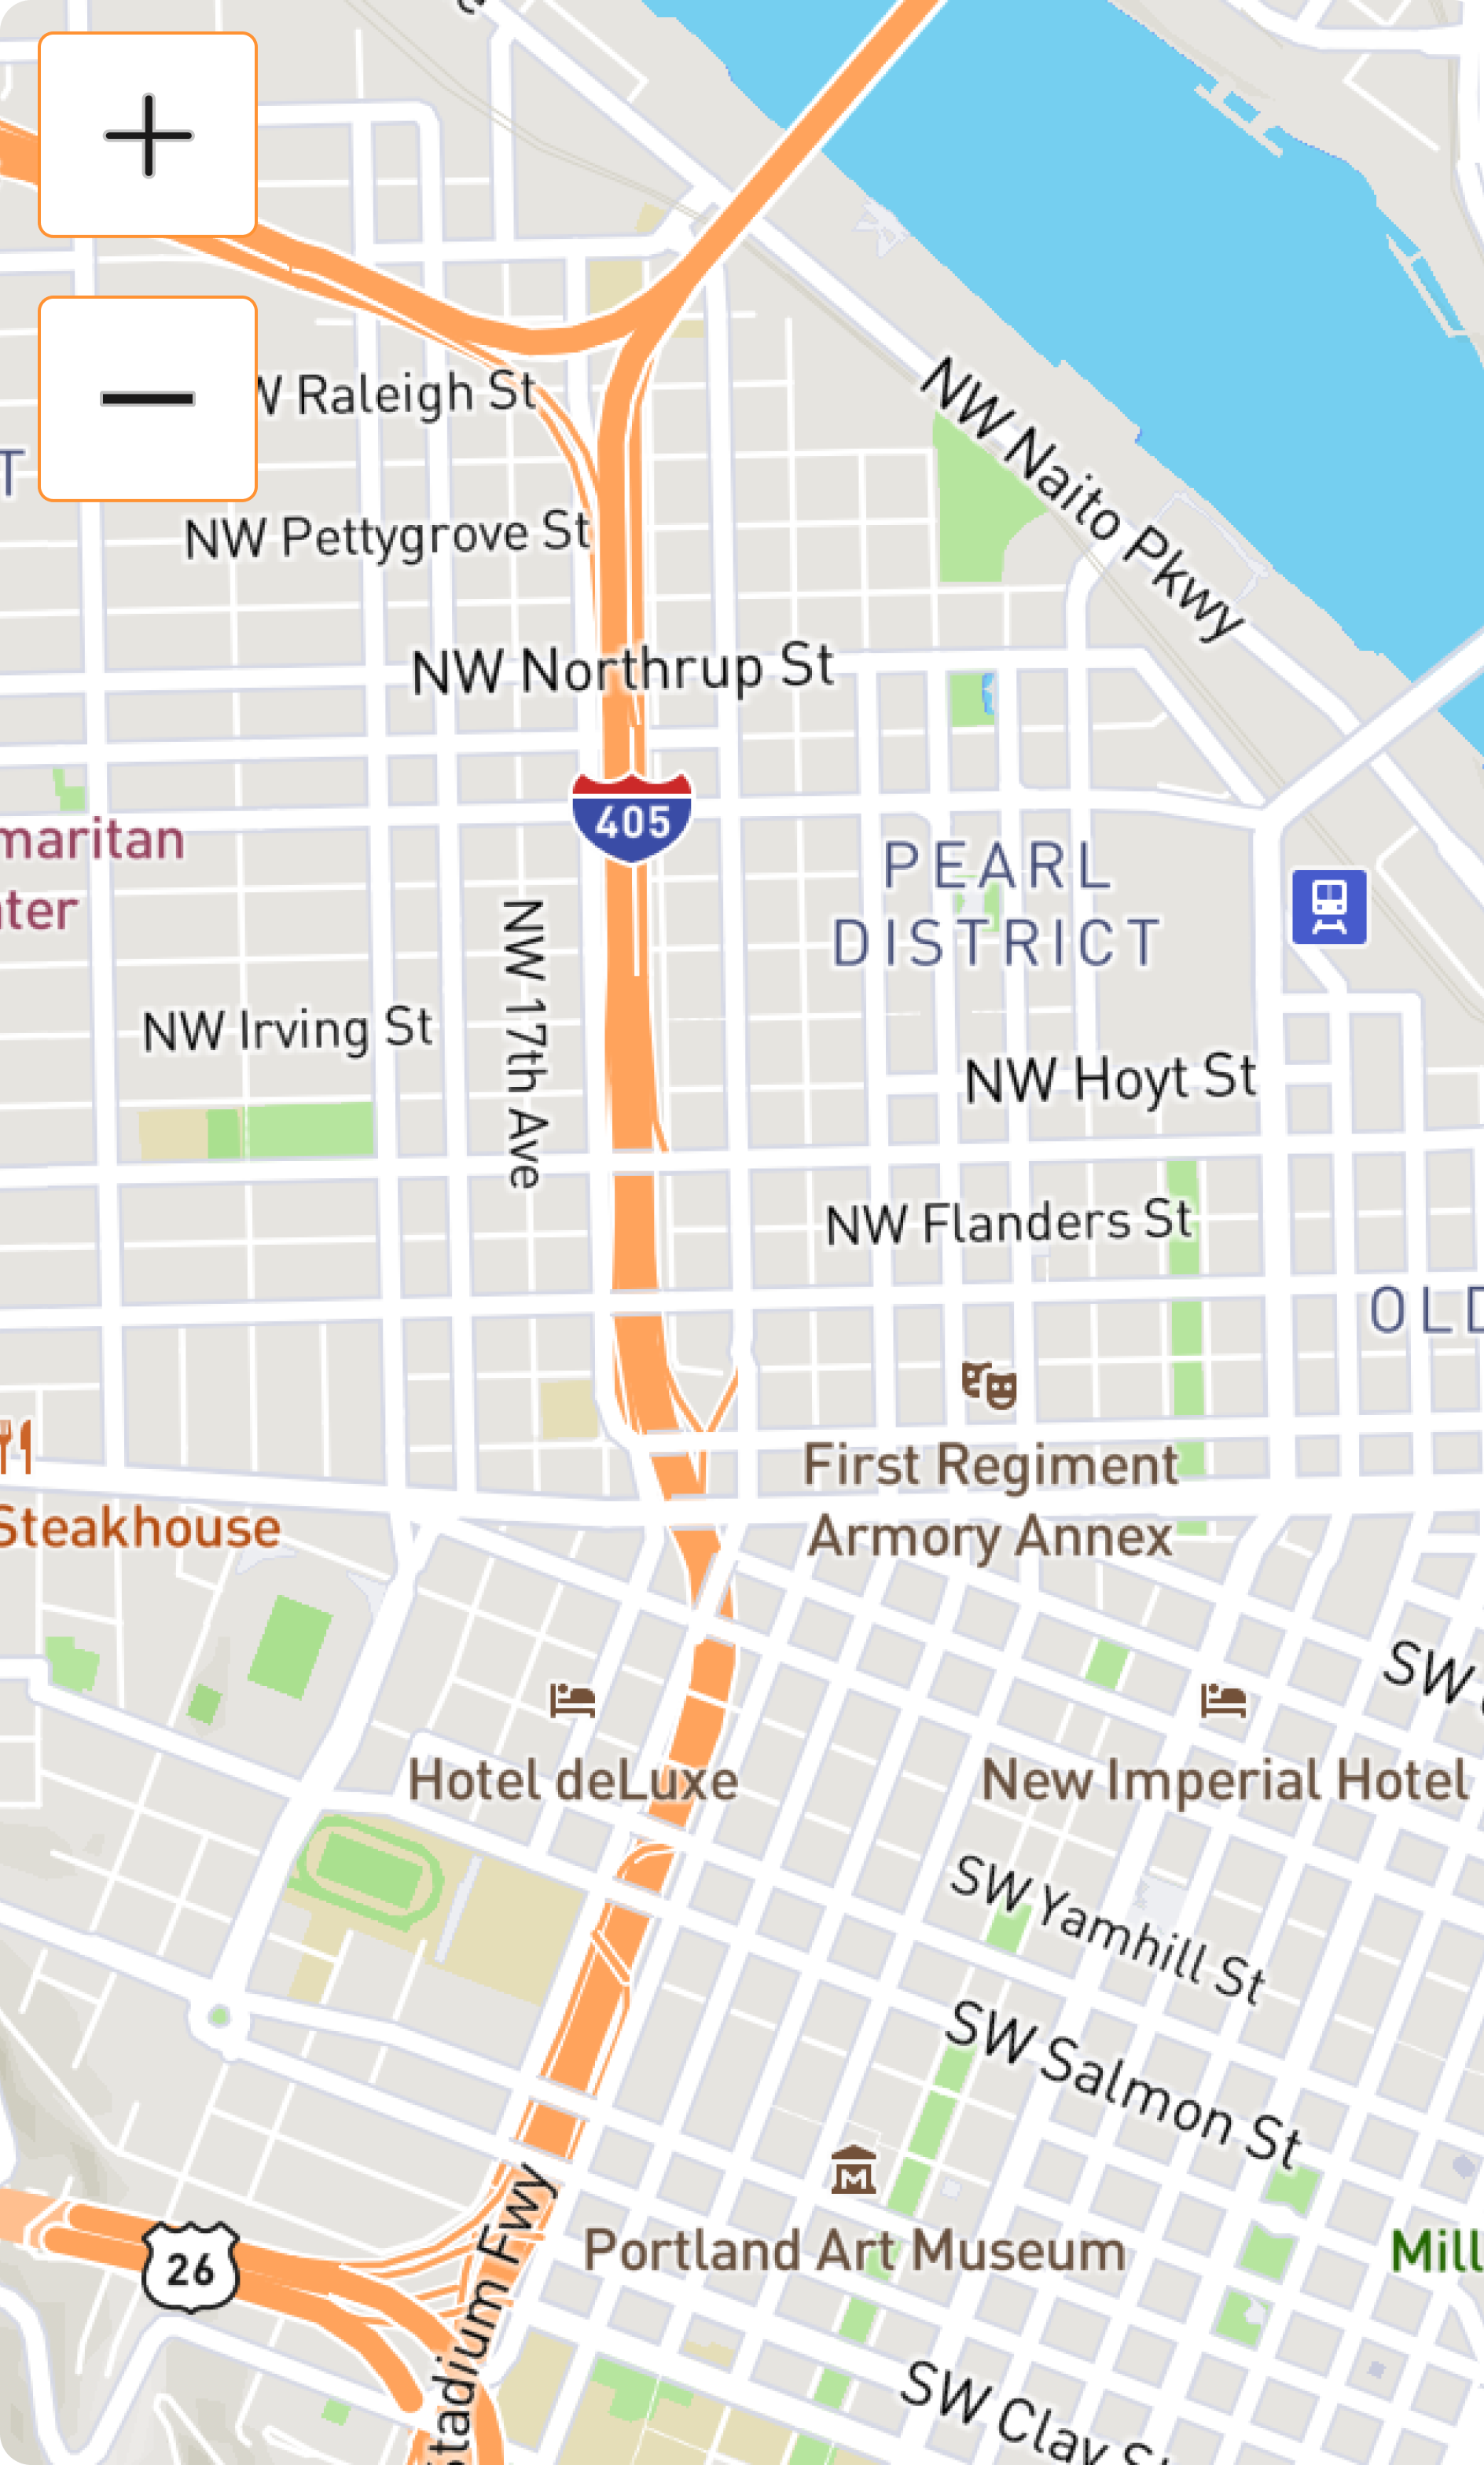 W Raleigh St
T
NW Naito Pkwy
NW Pettygrove St
NW Northrup St
405
maritan
ter
PEARL
DISTRICT
NW 17th Ave
NW Irving St
NW Hoyt St
NW Flanders St
OLD
First Regiment
Armory Annex
Steakhouse
SW
Hotel deLuxe
New Imperial Hotel
SW Yamhill St
SW Salmon St
M
Portland Art Museum
Mill
26
Stadium Fwy
SW Clay St